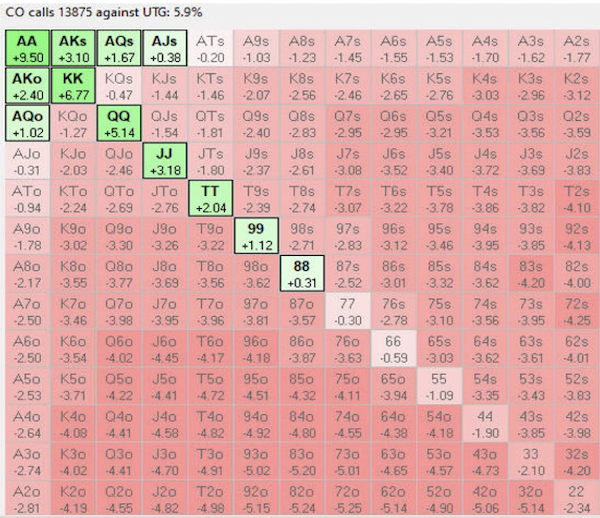 CO calls 13875 against UTG: 5.9%
AA AKs AQs AJs ATs A9s A8s A7s A6s A5s A4s A3s A2s
+9.50 +3.10 +1.67 +0.38 -0.20 -1.03 -1.23 -1.45 -1.55 -1.53 -1.70 -1.62 -1.77
AKo KK KQs KJs KTs K9s K8s K7s K6s K5s K4s K3s K2s
+2.40 +6.77 -0.47 -1.44 -1.46 -2.07 -2.56 -2.46 -2.65 -2.76 -3.03 -2.96 -3.12
AQo KQo QQ QJs QTs Q9s Q8s Q7s Q6s Q5s Q4s Q3s Q2s
+1.02 -1.27 +5.14 -1.54 -1.81 -2.40 -2.83 -2.95 -2.95 -3.21 -3.53 -3.56 -3.59
AJo KJo QJo JJ JTs J9s J8s J7s J6s J5s J4s J3s J2s
-0.31 -2.03 -2.46 +3.18 -1.80 -2.37 -2.61 -3.08 -3.52 -3.40 -3.72 -3.69 -3.83
ATo KTo QTo JTo TT T9s T8s T7s T6s T5s T4s T3s T2s
-0.94 -2.24 -2.69 -2.76 +2.04 -2.39 -2.74 -3.07 -3.22 -3.78 -3.86 -3.82 -4.10
A9o K9o Q9o J9o T9o 99 98s 97s 96s 95s 94s 93s 92s
-1.78 -3.02 -3.30 -3.26 -3.22 +1.12 -2.71 -2.83 -3.12 -3.46 -3.95 -3.85 -4.13
A8o K8o Q8o J8o T8o 98o 88 87s 86s 85s 84s 83s 82s
-2.17 -3.55 -3.77 -3.69 -3.56 -3.62 +0.31 -2.52 -3.01 -3.32 -3.62 -4.20 -4.00
A7o K7o Q7o J7o T7o 97o 87o 77 76s 75s 74s 73s 72s
-2.50 -3.46 -3.98 -3.95 -3.96 -3.81 -3.57 -0.30 -2.78 -3.10 -3.56 -3.95 -4.25
A6o K6o Q6o J6o T6o 96o 86o 76o 66 65s 64s 63s 62s
-2.50 -3.54 -4.02 -4.45 -4.17 -4.18 -3.87 -3.63 -0.59 -3.03 -3.62 -3.61 -4.01
A5o K5o Q5o J5o T5o 95o 85o 75o 65o 55 54s 53s 52s
-2.53 -3.71 -4.22 -4.41 -4.72 -4.51 -4.32 -4.11 -3.94 -1.09 -3.35 -3.43 -3.83
A4o K4o Q4o J4o T4o 94o 84o 74o 64o 54o 44 43s 42s
-2.64 -4.08 -4.41 -4.58 -4.82 -4.92 -4.80 -4.55 -4.38 -4.18 -1.90 -3.85 -3.98
A3o K3o Q3o J3o T3o 93o 83o 73o 63o 53o 43o 33 32s
-2.74 -4.02 -4.41 -4.70 -4.91 -5.02 -5.20 -5.01 -4.65 -4.57 -4.73 -2.10 -4.20
A2o K2o Q2o J2o T2o 92o 82o 72o 62o 52o 42o 32o 22
-2.81 -4.19 -4.55 -4.82 -4.98 -5.15 -5.24 -5.25 -5.14 -4.90 -5.06 -5.14 -2.34